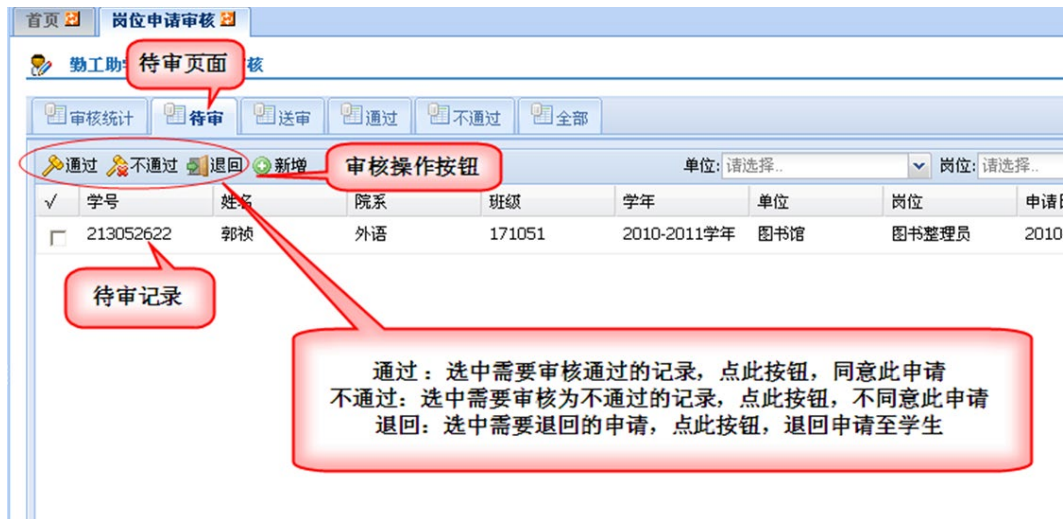 首页 岗位申请审核
勤工助 待审页面 核
审核统计 待审 送审 通过 不通过 全部
通过 不通过 退回 新增 审核操作按钮 单位: 请选择.. 岗位: 请选择..
√ 学号 姓名 院系 班级 学年 单位 岗位 申请
213052622 郭祯 外语 171051 2010-2011学年 图书馆 图书整理员 2010
待审记录
通过：选中需要审核通过的记录，点此按钮，同意此申请
不通过：选中需要审核为不通过的记录，点此按钮，不同意此申请
退回：选中需要退回的申请，点此按钮，退回申请至学生